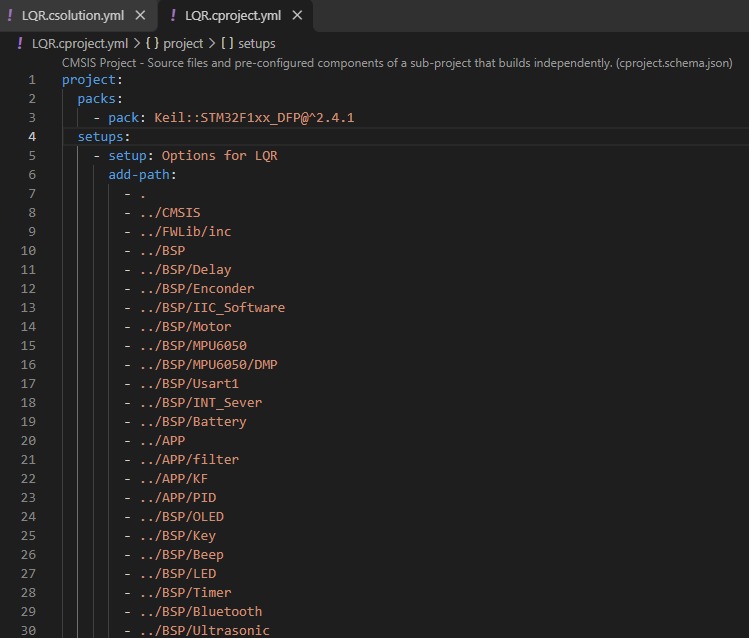 ! LQR.csolution.yml × ! LQR.cproject.yml ×
! LQR.cproject.yml > { } project > [ ] setups
CMSIS Project - Source files and pre-configured components of a sub-project that builds independently. (cproject.schema.json)
1 project:
2 packs:
3 - pack: Keil::STM32F1xx_DFP@^2.4.1
4 setups:
5 - setup: Options for LQR
6 add-path:
7 - .
8 - ../CMSIS
9 - ../FWLib/inc
10 - ../BSP
11 - ../BSP/Delay
12 - ../BSP/Enconder
13 - ../BSP/IIC_Software
14 - ../BSP/Motor
15 - ../BSP/MPU6050
16 - ../BSP/MPU6050/DMP
17 - ../BSP/Usart1
18 - ../BSP/INT_Sever
19 - ../BSP/Battery
20 - ../APP
21 - ../APP/filter
22 - ../APP/KF
23 - ../APP/PID
24 - ../BSP/OLED
25 - ../BSP/Key
26 - ../BSP/Beep
27 - ../BSP/LED
28 - ../BSP/Timer
29 - ../BSP/Bluetooth
30 - ../BSP/Ultrasonic